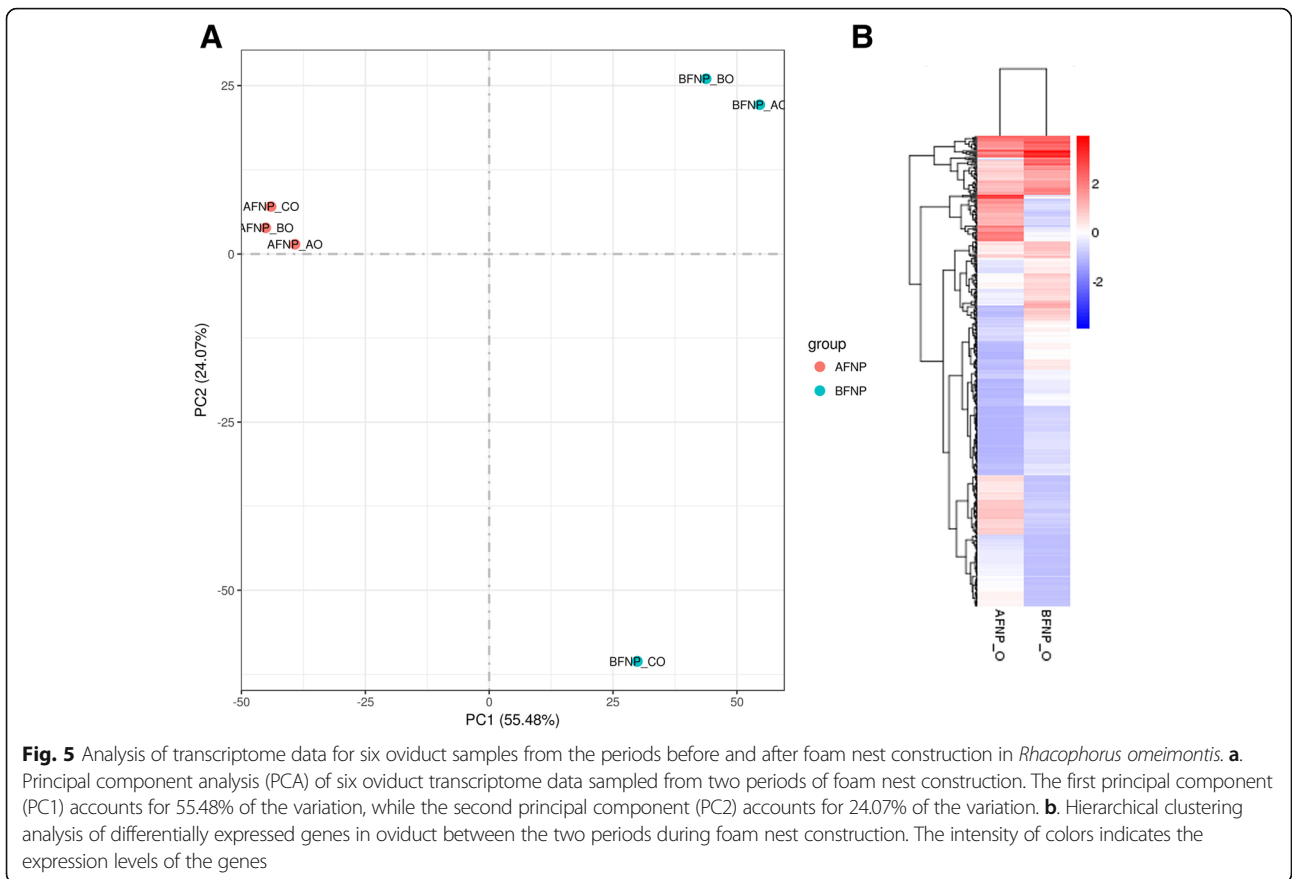 A
25
0
-25
-50
PC2 (24.07%)
BFNP_BO
BFNP_AO
AFNP_CO
AFNP_BO
AFNP_AO
BFNP_CO
-50
-25
0
25
50
PC1 (55.48%)
group
AFNP
BFNP
B
2
0
-2
AFNP_O
BFNP_O
Fig. 5 Analysis of transcriptome data for six oviduct samples from the periods before and after foam nest construction in Rhacophorus omeimontis. a.
Principal component analysis (PCA) of six oviduct transcriptome data sampled from two periods of foam nest construction. The first principal component
(PC1) accounts for 55.48% of the variation, while the second principal component (PC2) accounts for 24.07% of the variation. b. Hierarchical clustering
analysis of differentially expressed genes in oviduct between the two periods during foam nest construction. The intensity of colors indicates the
expression levels of the genes